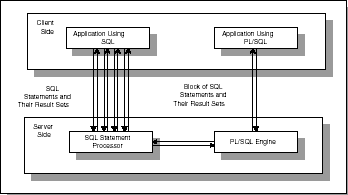 Client
Side
Application Using
SQL
Application Using
PL/SQL
SQL
Statements and
Their Result Sets
Block of SQL
Statements and
Their Result Sets
Server
Side
SQL Statement
Processor
PL/SQL Engine